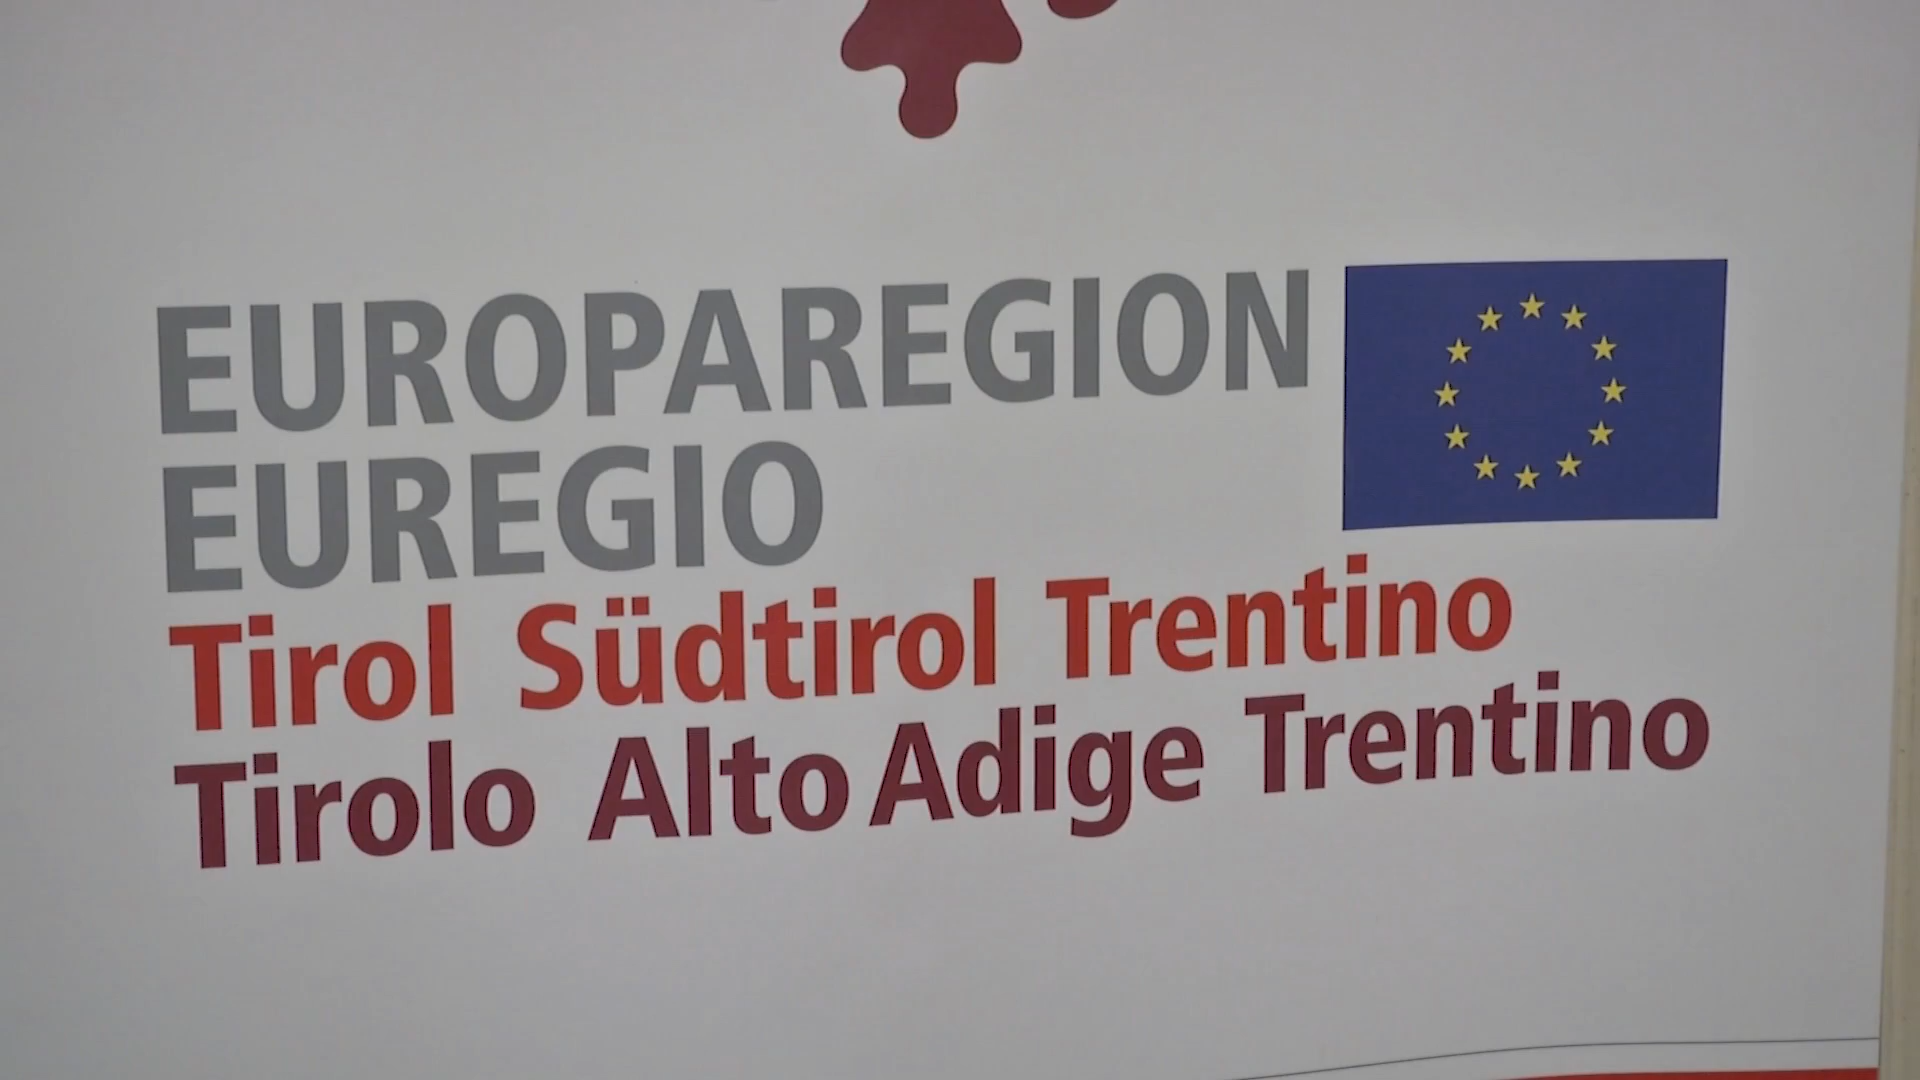 EUROPAREGION
EUREGIO
Tirol Südtirol Trentino
Tirolo Alto Adige Trentino